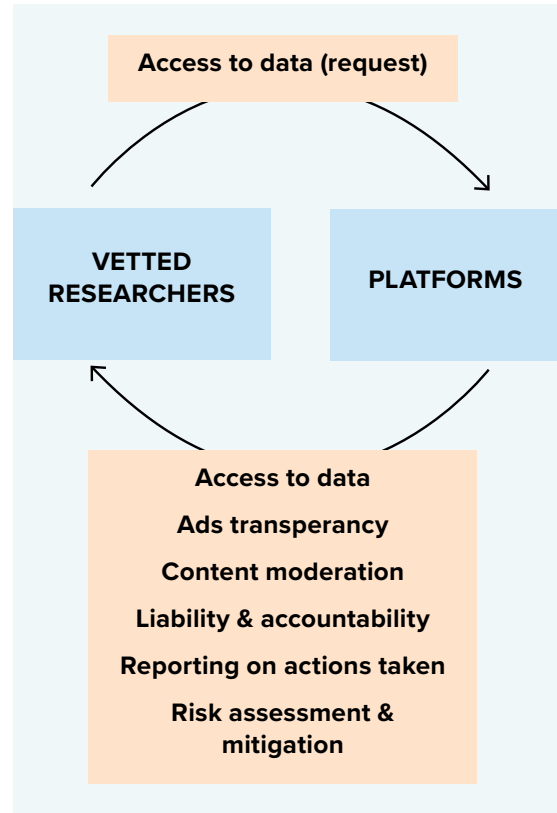 Access to data (request)
VETTED
RESEARCHERS
PLATFORMS
Access to data
Ads transperancy
Content moderation
Liability & accountability
Reporting on actions taken
Risk assessment &
mitigation